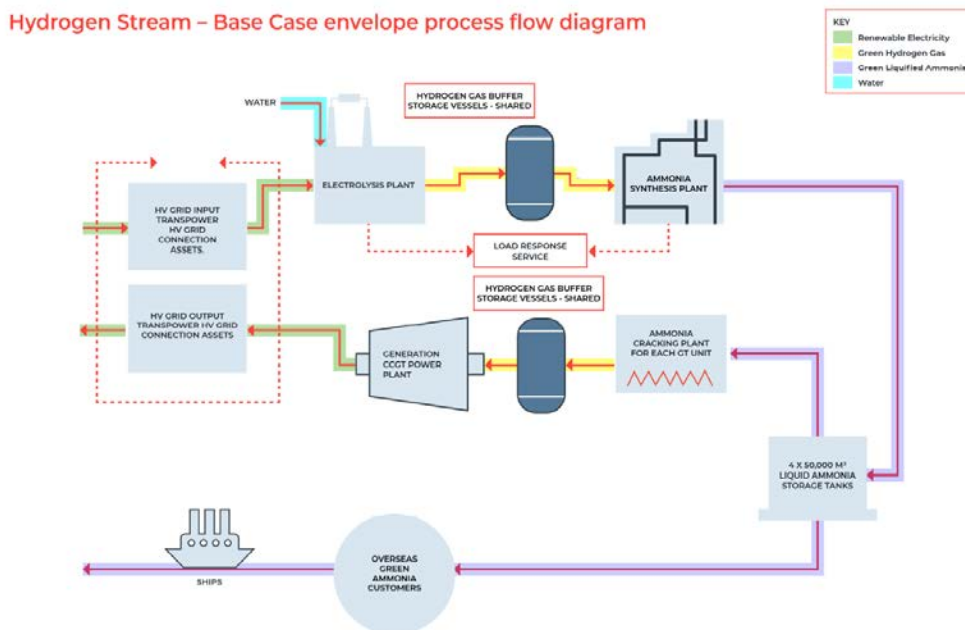 Hydrogen Stream – Base Case envelope process flow diagram
KEY
Renewable Electricity
Green Hydrogen Gas
Green Liquified Ammonia
Water
HYDROGEN GAS BUFFER
STORAGE VESSELS - SHARED
WATER
ELECTROLYSIS PLANT
AMMONIA
SYNTHESIS PLANT
HV GRID INPUT
TRANSPOWER
HV GRID
CONNECTION
ASSETS.
LOAD RESPONSE
SERVICE
HYDROGEN GAS BUFFER
STORAGE VESSELS - SHARED
HV GRID OUTPUT
TRANSPOWER HV GRID
CONNECTION ASSETS
GENERATION
CCGT POWER
PLANT
AMMONIA
CRACKING PLANT
FOR EACH GT UNIT
4 X 50,000 M³
LIQUID AMMONIA
STORAGE TANKS
SHIPS
OVERSEAS
GREEN
AMMONIA
CUSTOMERS